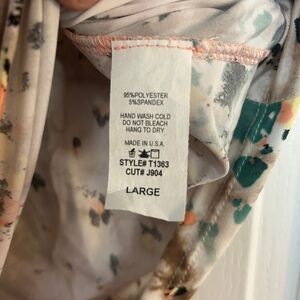 95%POLYESTER
5%SPANDEX
HAND WASH COLD
DO NOT BLEACH
HANG TO DRY
MADE IN U.S.A.
STYLE# T1363
CUT# J904
LARGE